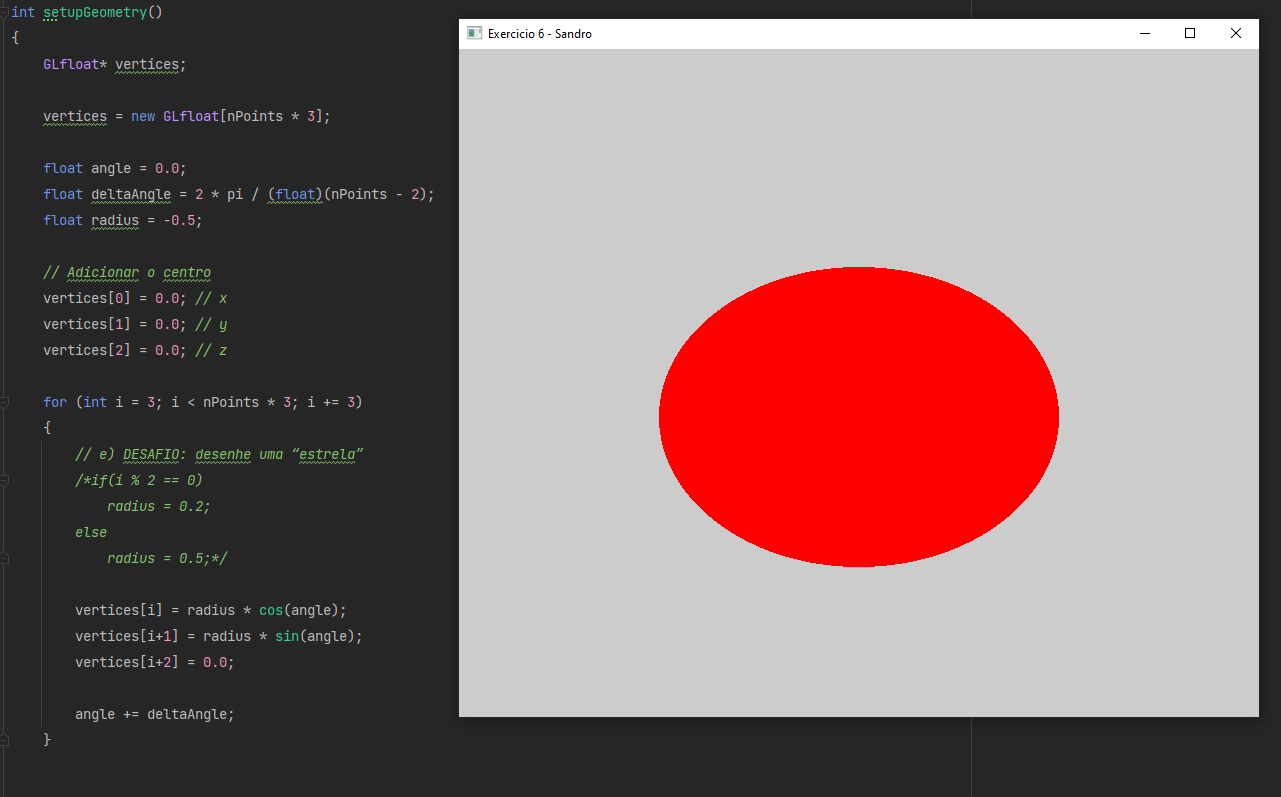 int setupGeometry()
{
GLfloat* vertices;
vertices = new GLfloat[nPoints * 3];
float angle = 0.0;
float deltaAngle = 2 * pi / (float)(nPoints - 2);
float radius = -0.5;
// Adicionar o centro
vertices[0] = 0.0; // x
vertices[1] = 0.0; // y
vertices[2] = 0.0; // z
for (int i = 3; i < nPoints * 3; i += 3)
{
// e) DESAFIO: desenhe uma “estrela”
/*if(i % 2 == 0)
radius = 0.2;
else
radius = 0.5;*/
vertices[i] = radius * cos(angle);
vertices[i+1] = radius * sin(angle);
vertices[i+2] = 0.0;
angle += deltaAngle;
}
Exercicio 6 - Sandro